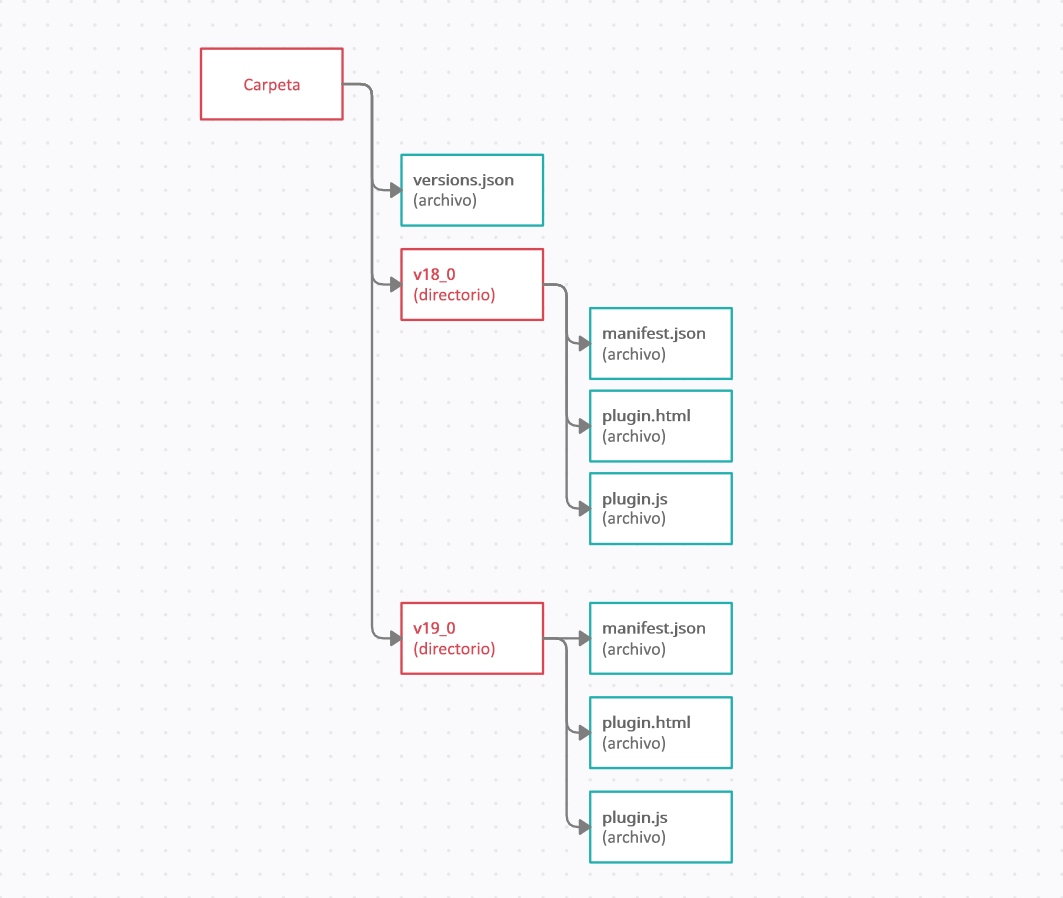 Carpeta
versions.json
(archivo)
v18_0
(directorio)
manifest.json
(archivo)
plugin.html
(archivo)
plugin.js
(archivo)
v19_0
(directorio)
manifest.json
(archivo)
plugin.html
(archivo)
plugin.js
(archivo)